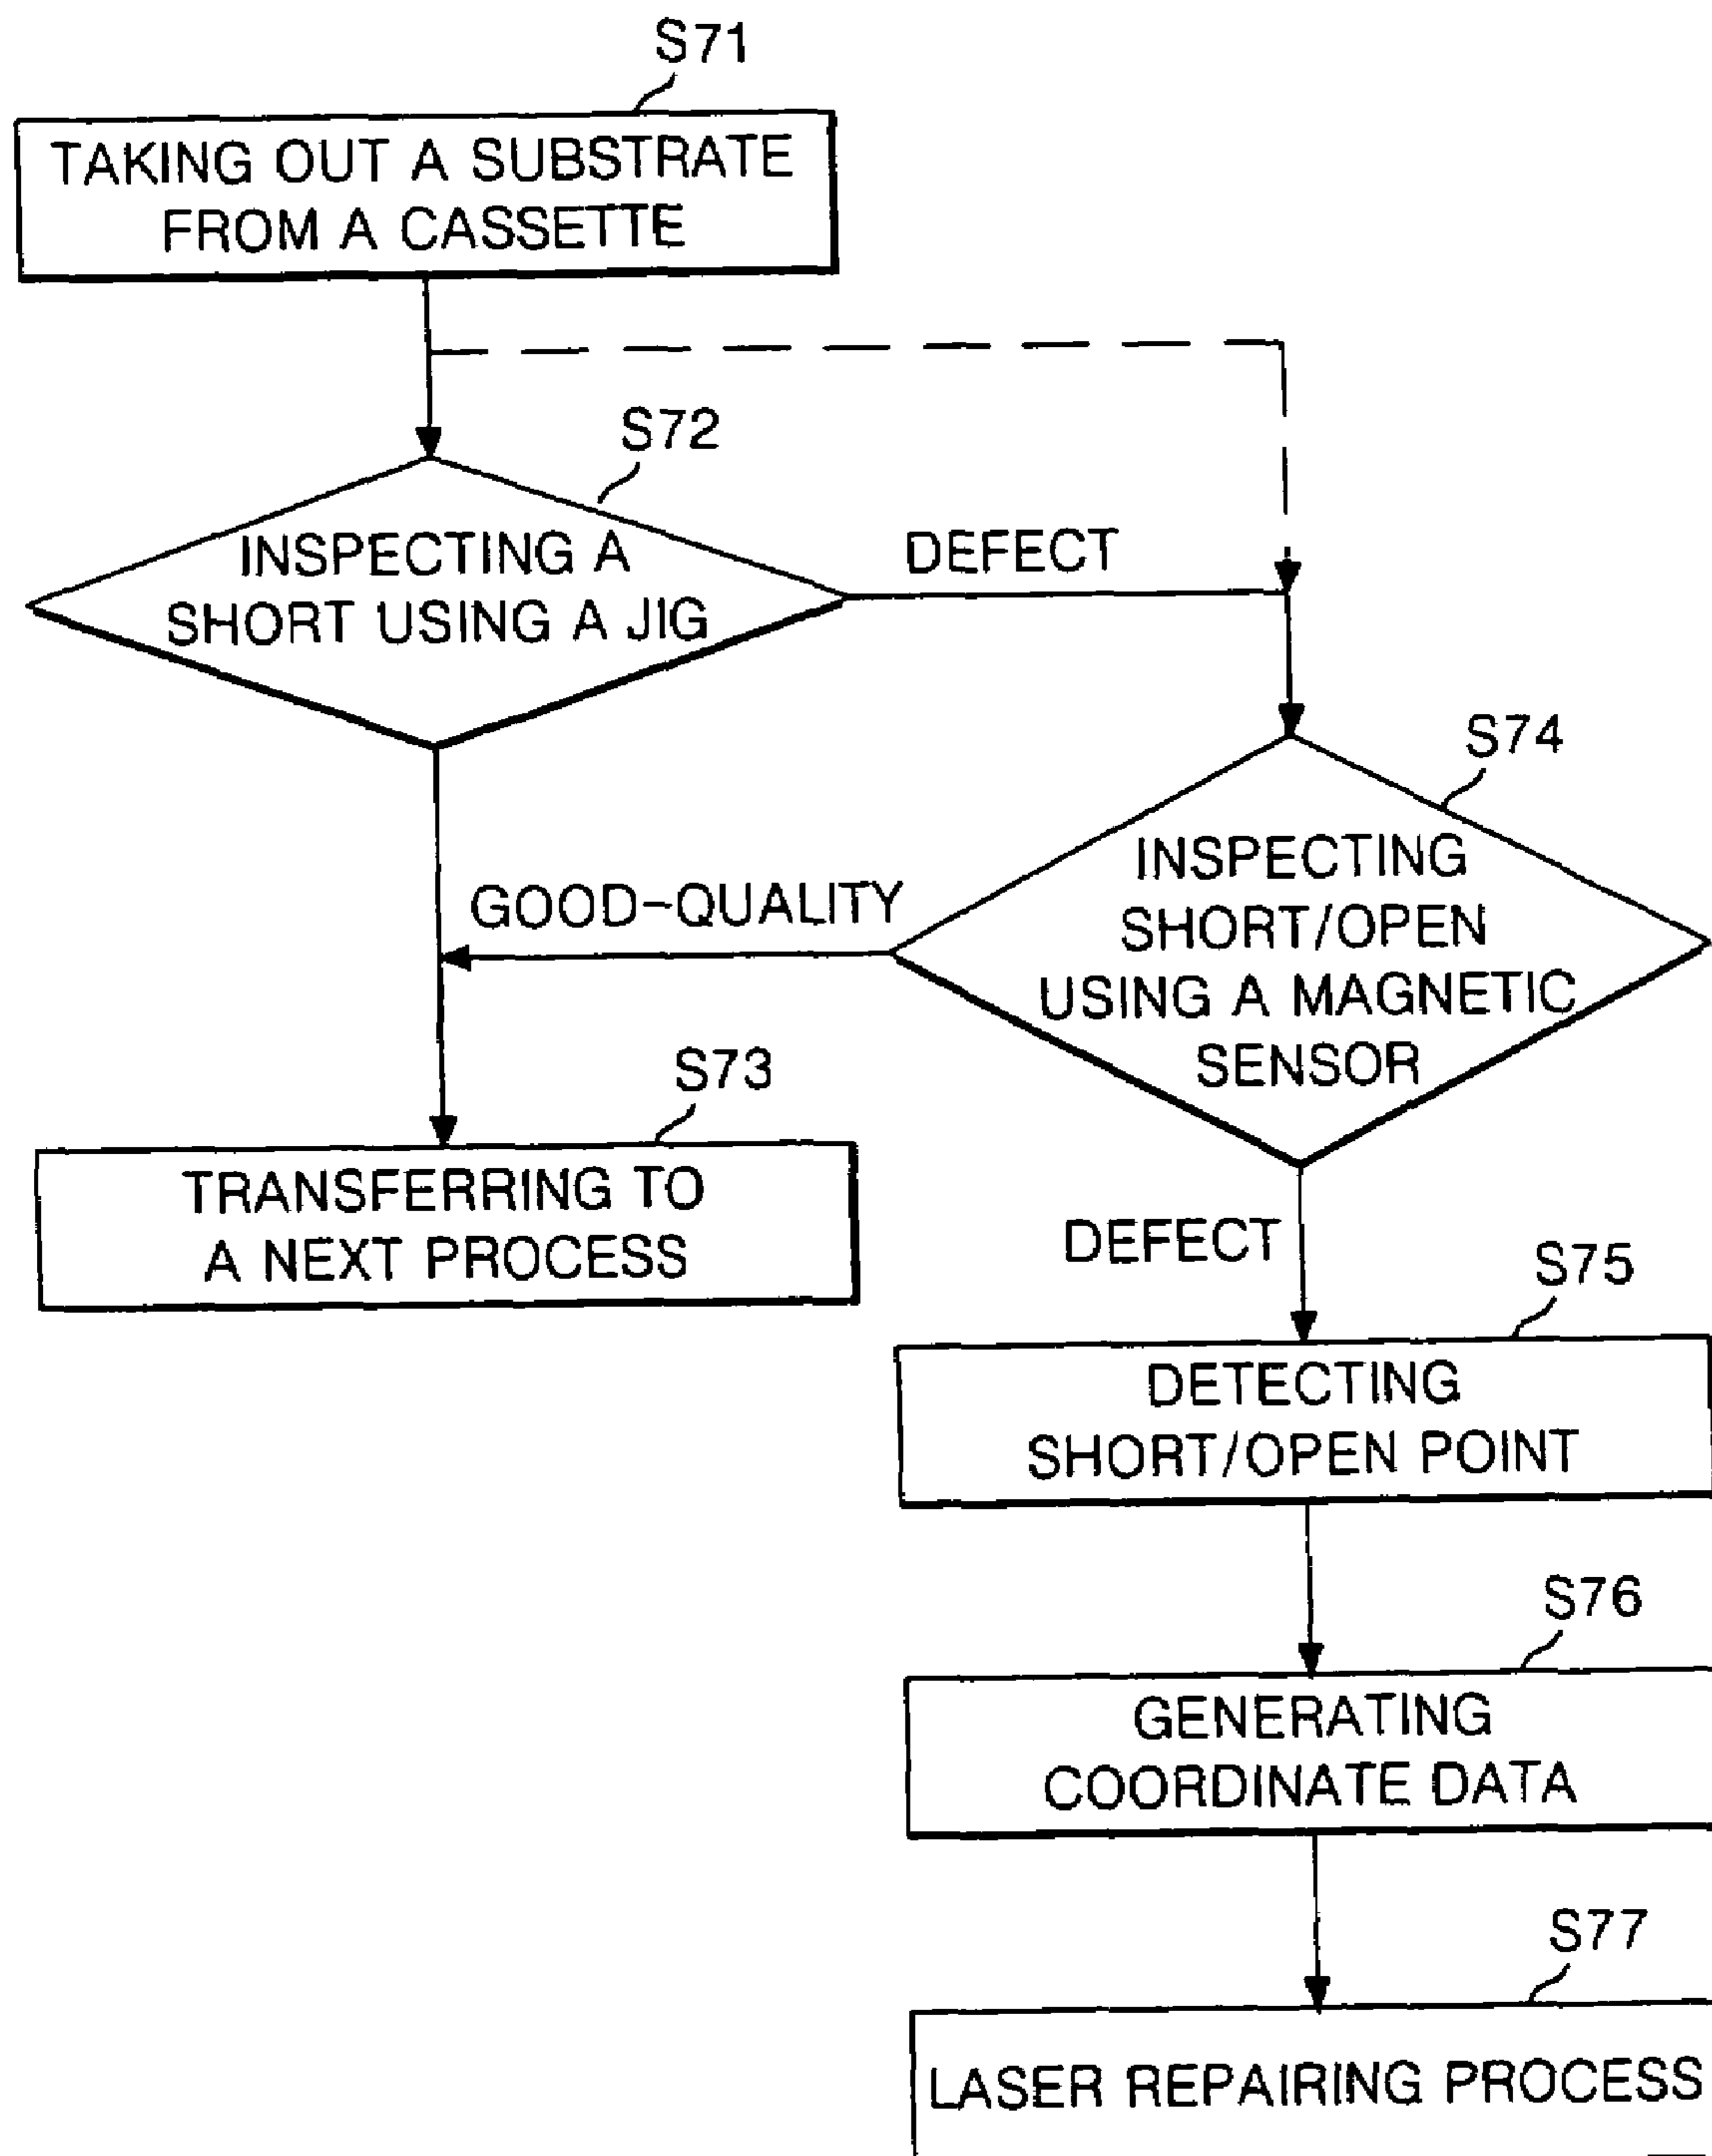 S71
TAKING OUT A SUBSTRATE
FROM A CASSETTE
S72
INSPECTING A
SHORT USING A JIG
DEFECT
S74
INSPECTING
SHORT/OPEN
USING A MAGNETIC
SENSOR
GOOD-QUALITY
S73
TRANSFERRING TO
A NEXT PROCESS
DEFECT
S75
DETECTING
SHORT/OPEN POINT
S76
GENERATING
COORDINATE DATA
S77
LASER REPAIRING PROCESS